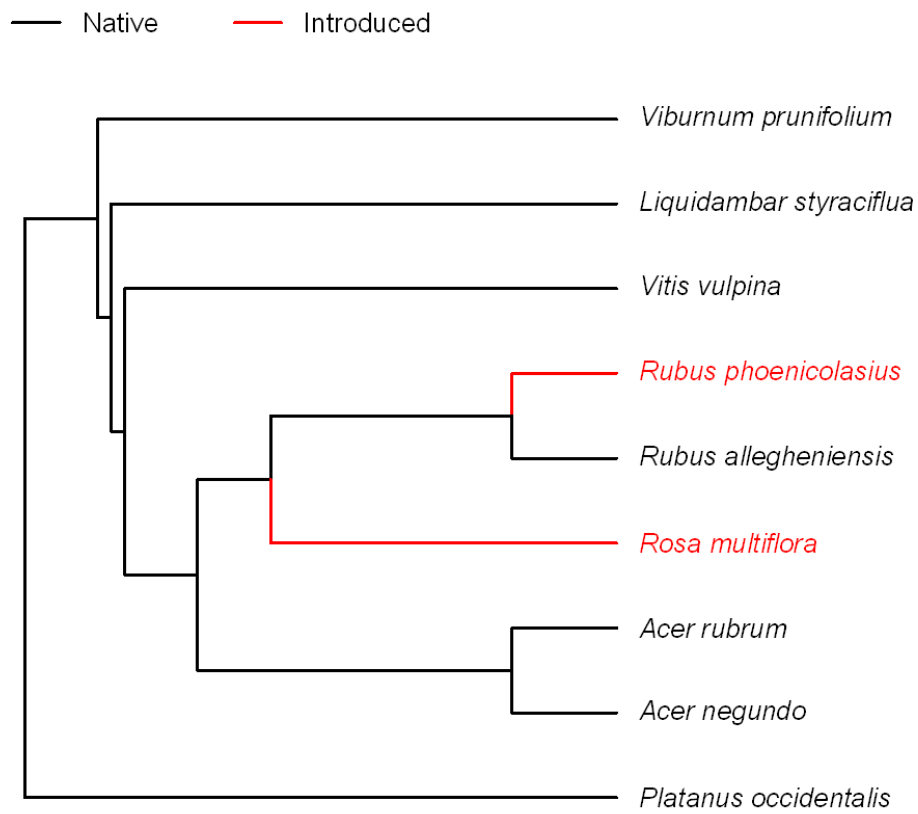 Native Introduced
Viburnum prunifolium
Liquidambar styraciflua
Vitis vulpina
Rubus phoenicolasius
Rubus allegheniensis
Rosa multiflora
Acer rubrum
Acer negundo
Platanus occidentalis